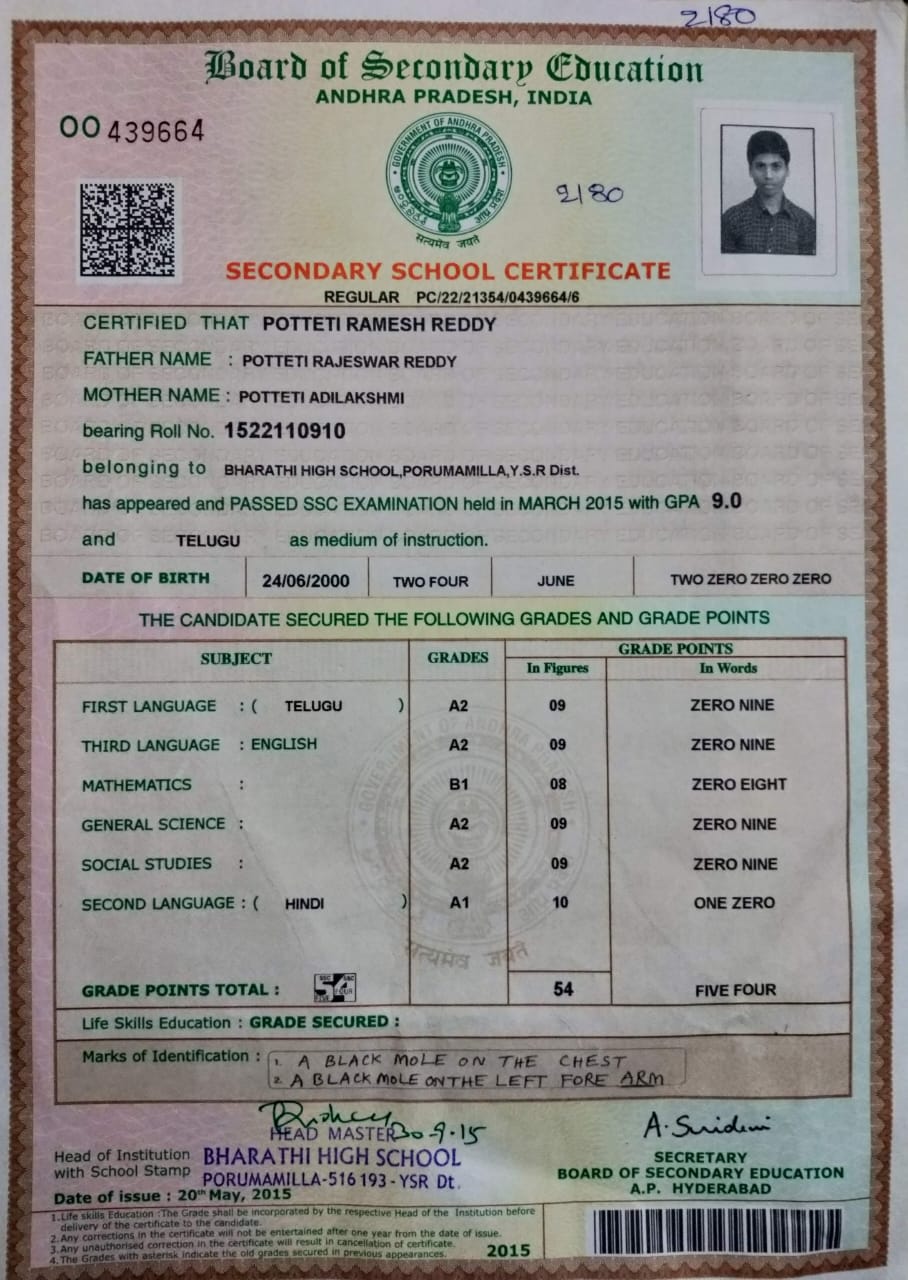 2180
Board of Secondary Education
ANDHRA PRADESH, INDIA
OO 439664
GOVERNMENT OF ANDHRA PRADESH
सत्यमेव जयते
2180
SECONDARY SCHOOL CERTIFICATE
REGULAR PC/22/21354/0439664/6
CERTIFIED THAT POTTETI RAMESH REDDY
FATHER NAME : POTTETI RAJESWAR REDDY
MOTHER NAME : POTTETI ADILAKSHMI
bearing Roll No. 1522110910
belonging to BHARATHI HIGH SCHOOL,PORUMAMILLA,Y.S.R Dist.
has appeared and PASSED SSC EXAMINATION held in MARCH 2015 with GPA 9.0
and TELUGU as medium of instruction.
DATE OF BIRTH 24/06/2000 TWO FOUR JUNE TWO ZERO ZERO ZERO
THE CANDIDATE SECURED THE FOLLOWING GRADES AND GRADE POINTS
SUBJECT GRADES GRADE POINTS
In Figures In Words
FIRST LANGUAGE : ( TELUGU ) A2 09 ZERO NINE
THIRD LANGUAGE : ENGLISH A2 09 ZERO NINE
MATHEMATICS : B1 08 ZERO EIGHT
GENERAL SCIENCE : A2 09 ZERO NINE
SOCIAL STUDIES : A2 09 ZERO NINE
SECOND LANGUAGE : ( HINDI ) A1 10 ONE ZERO
सत्यमेव जयते
GRADE POINTS TOTAL : 54 FIVE FOUR
Life Skills Education : GRADE SECURED :
Marks of Identification : 1. A BLACK MOLE ON THE CHEST
2. A BLACK MOLE ON THE LEFT FORE ARM
HEAD MASTER 30-9-15
Head of Institution BHARATHI HIGH SCHOOL
with School Stamp PORUMAMILLA-516 193 - YSR Dt.
Date of issue : 20th May, 2015
SECRETARY
BOARD OF SECONDARY EDUCATION
A.P. HYDERABAD
1.Life skills Education :The Grade shall be incorporated by the respective Head of the Institution before
delivery of the certificate to the candidate.
2.Any corrections in the certificate will not be entertained after one year from the date of issue.
3.Any unauthorised correction in the certificate will result in cancellation of certificate.
4.The Grades with asterisk indicate the old grades secured in previous appearances.
2015